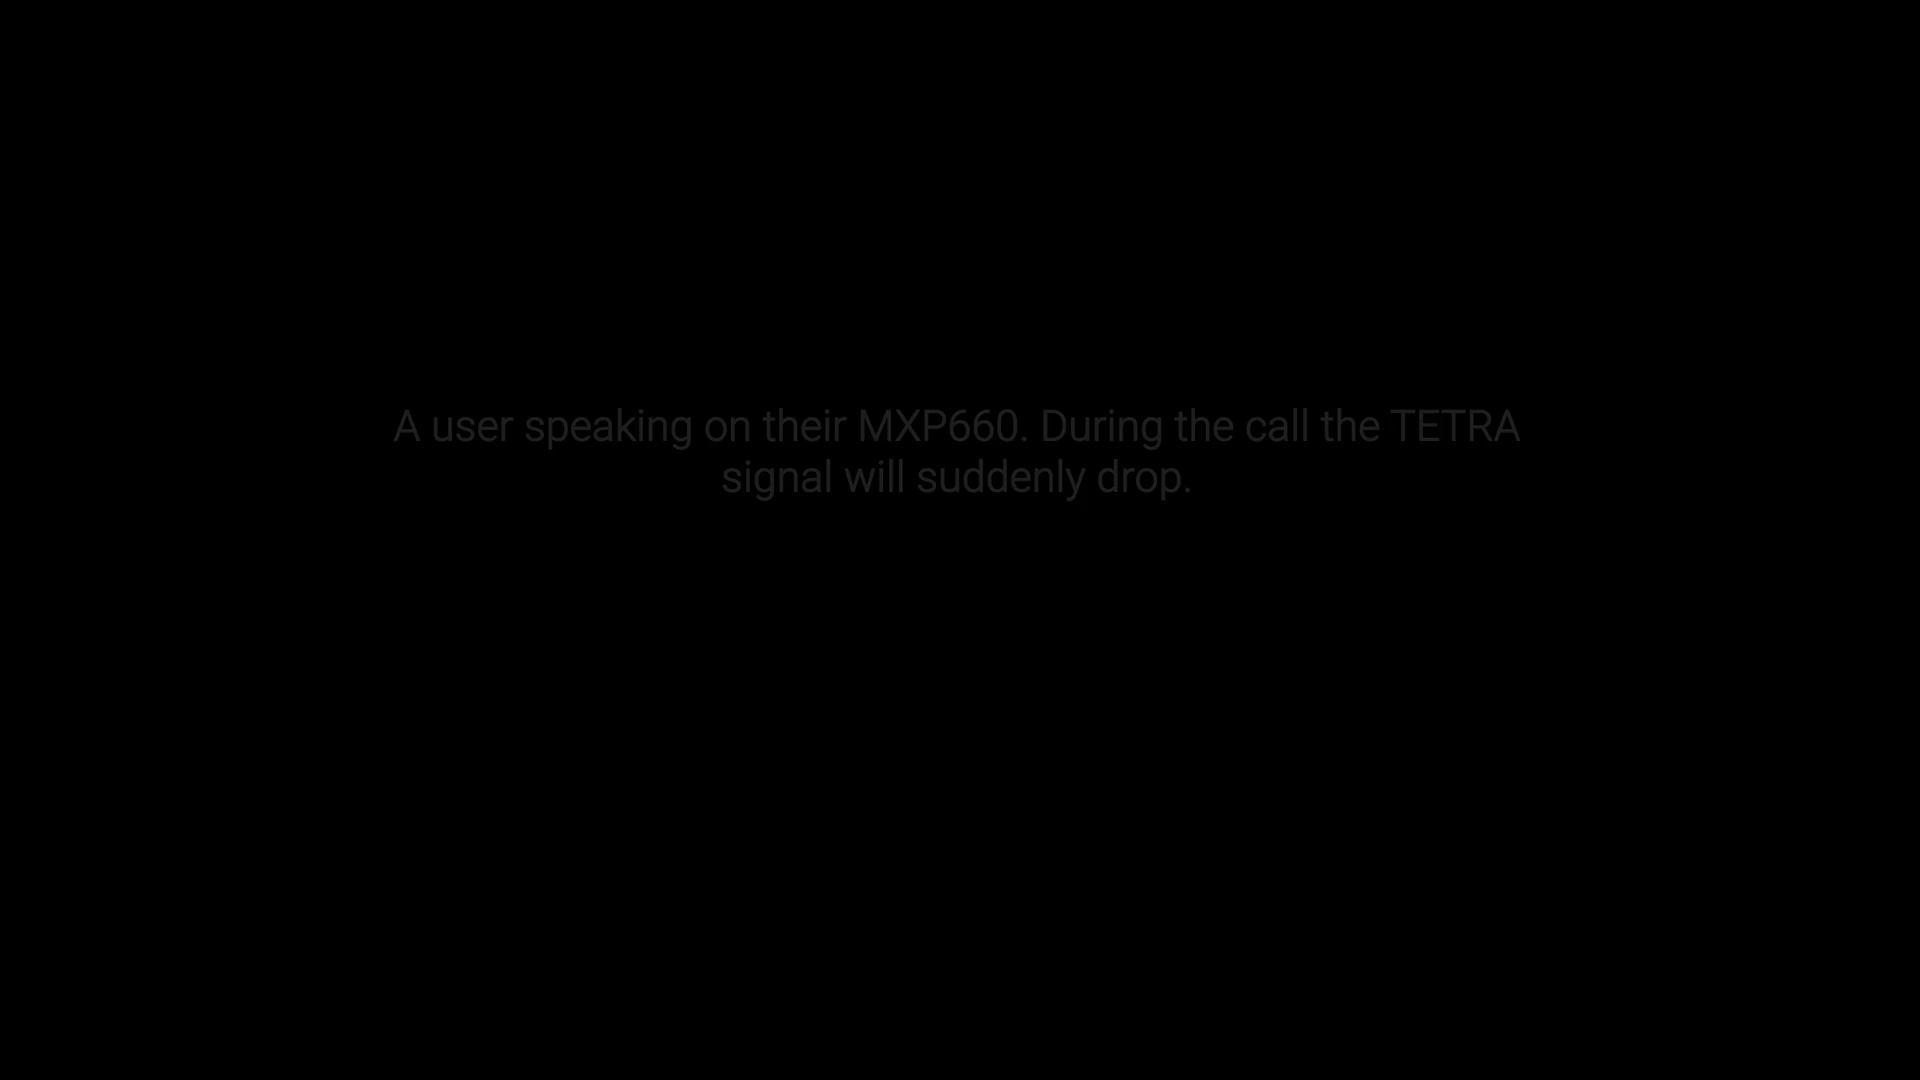 A user speaking on their MXP660. During the call the TETRA
signal will suddenly drop.